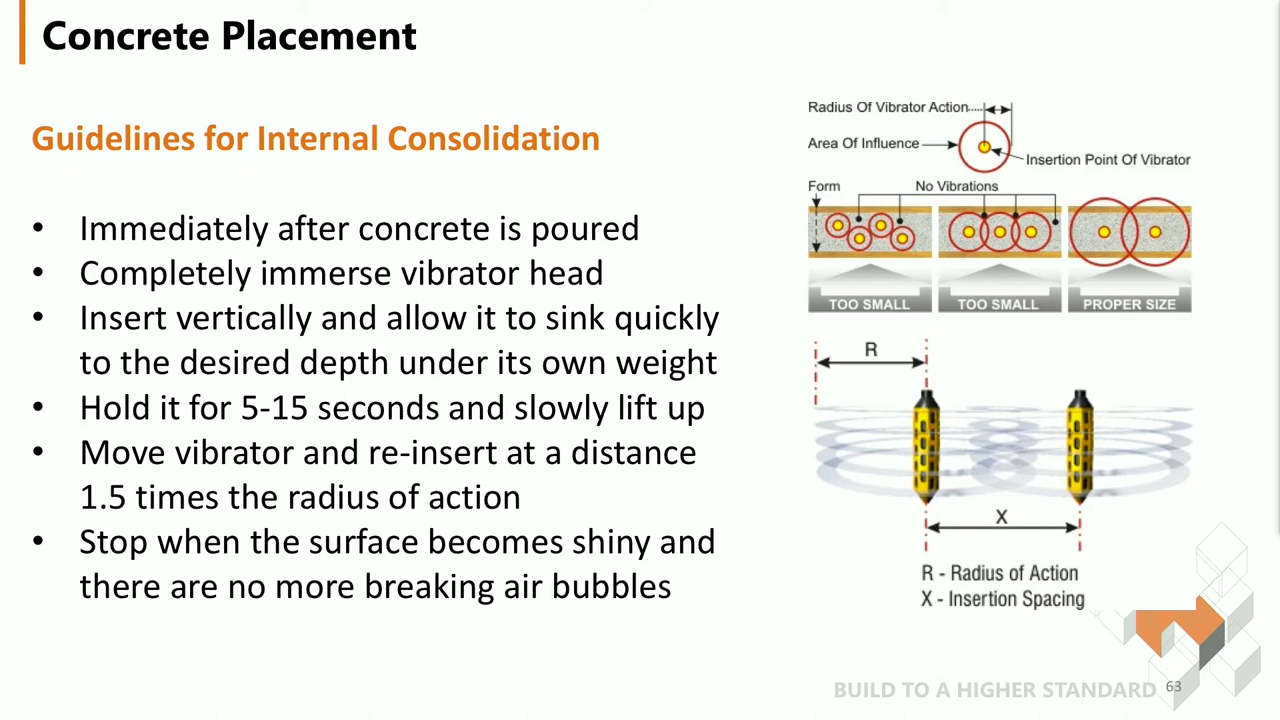 Concrete Placement
Guidelines for Internal Consolidation
• Immediately after concrete is poured
• Completely immerse vibrator head
• Insert vertically and allow it to sink quickly
to the desired depth under its own weight
• Hold it for 5-15 seconds and slowly lift up
• Move vibrator and re-insert at a distance
1.5 times the radius of action
• Stop when the surface becomes shiny and
there are no more breaking air bubbles
Radius Of Vibrator Action
Area Of Influence
Insertion Point Of Vibrator
Form
No Vibrations
TOO SMALL
TOO SMALL
PROPER SIZE
R
X
R - Radius of Action
X - Insertion Spacing
BUILD TO A HIGHER STANDARD
63